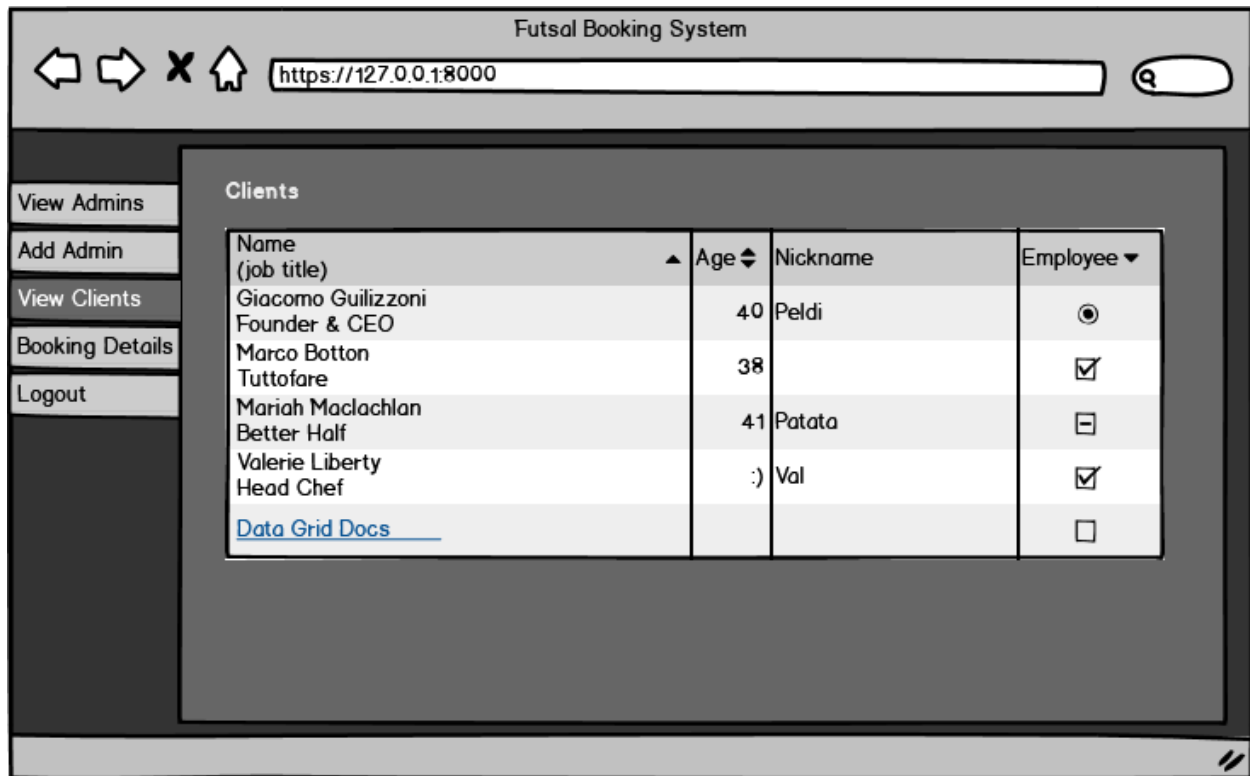 Futsal Booking System
https://127.0.0.1:8000
View Admins
Add Admin
View Clients
Booking Details
Logout
Clients
Name
(job title)
Age
Nickname
Employee
Giacomo Guilizzoni
Founder & CEO
40
Peldi
Marco Botton
Tuttofare
38
Mariah Maclachlan
Better Half
41
Patata
Valerie Liberty
Head Chef
:)
Val
Data Grid Docs